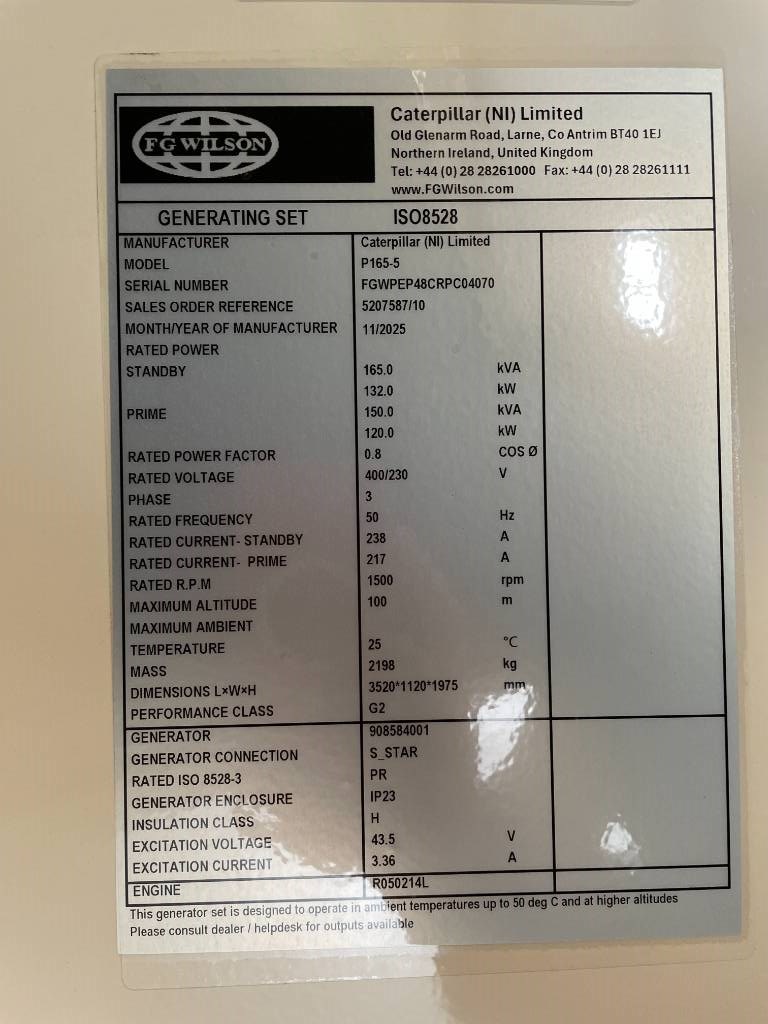 FG WILSON
Caterpillar (NI) Limited
Old Glenarm Road, Larne, Co Antrim BT40 1EJ
Northern Ireland, United Kingdom
Tel: +44 (0) 28 28261000 Fax: +44 (0) 28 28261111
www.FGWilson.com
GENERATING SET ISO8528
MANUFACTURER Caterpillar (NI) Limited
MODEL P165-5
SERIAL NUMBER FGWPEP48CRPC04070
SALES ORDER REFERENCE 5207587/10
MONTH/YEAR OF MANUFACTURER 11/2025
RATED POWER
STANDBY 165.0 kVA
132.0 kW
PRIME 150.0 kVA
120.0 kW
RATED POWER FACTOR 0.8 COS Ø
RATED VOLTAGE 400/230 V
PHASE 3
RATED FREQUENCY 50 Hz
RATED CURRENT- STANDBY 238 A
RATED CURRENT- PRIME 217 A
RATED R.P.M 1500 rpm
MAXIMUM ALTITUDE 100 m
MAXIMUM AMBIENT
TEMPERATURE 25 °C
MASS 2198 kg
DIMENSIONS L×W×H 3520*1120*1975 mm
PERFORMANCE CLASS G2
GENERATOR 908584001
GENERATOR CONNECTION S_STAR
RATED ISO 8528-3 PR
GENERATOR ENCLOSURE IP23
INSULATION CLASS H
EXCITATION VOLTAGE 43.5 V
EXCITATION CURRENT 3.36 A
ENGINE R050214L
This generator set is designed to operate in ambient temperatures up to 50 deg C and at higher altitudes
Please consult dealer / helpdesk for outputs available